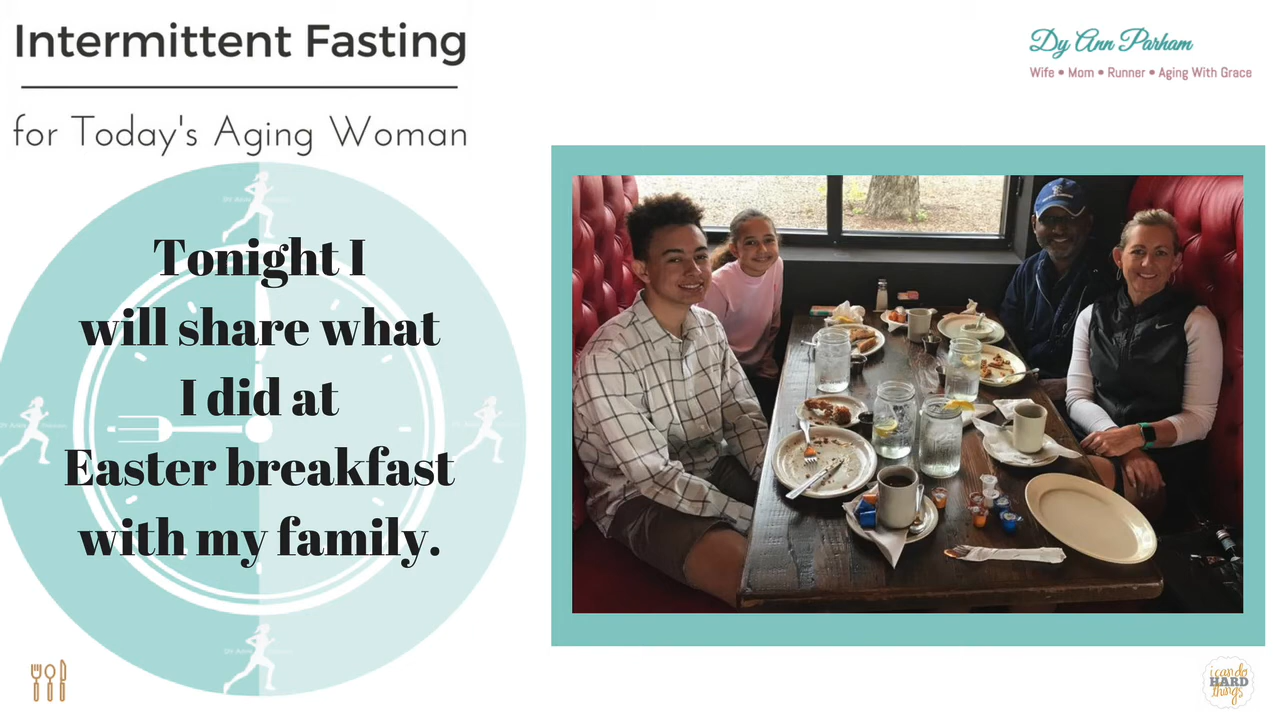 Intermittent Fasting
for Today's Aging Woman
Dy Ann Parham
Wife • Mom • Runner • Aging With Grace
Tonight I
will share what
I did at
Easter breakfast
with my family.
i can do
HARD
things